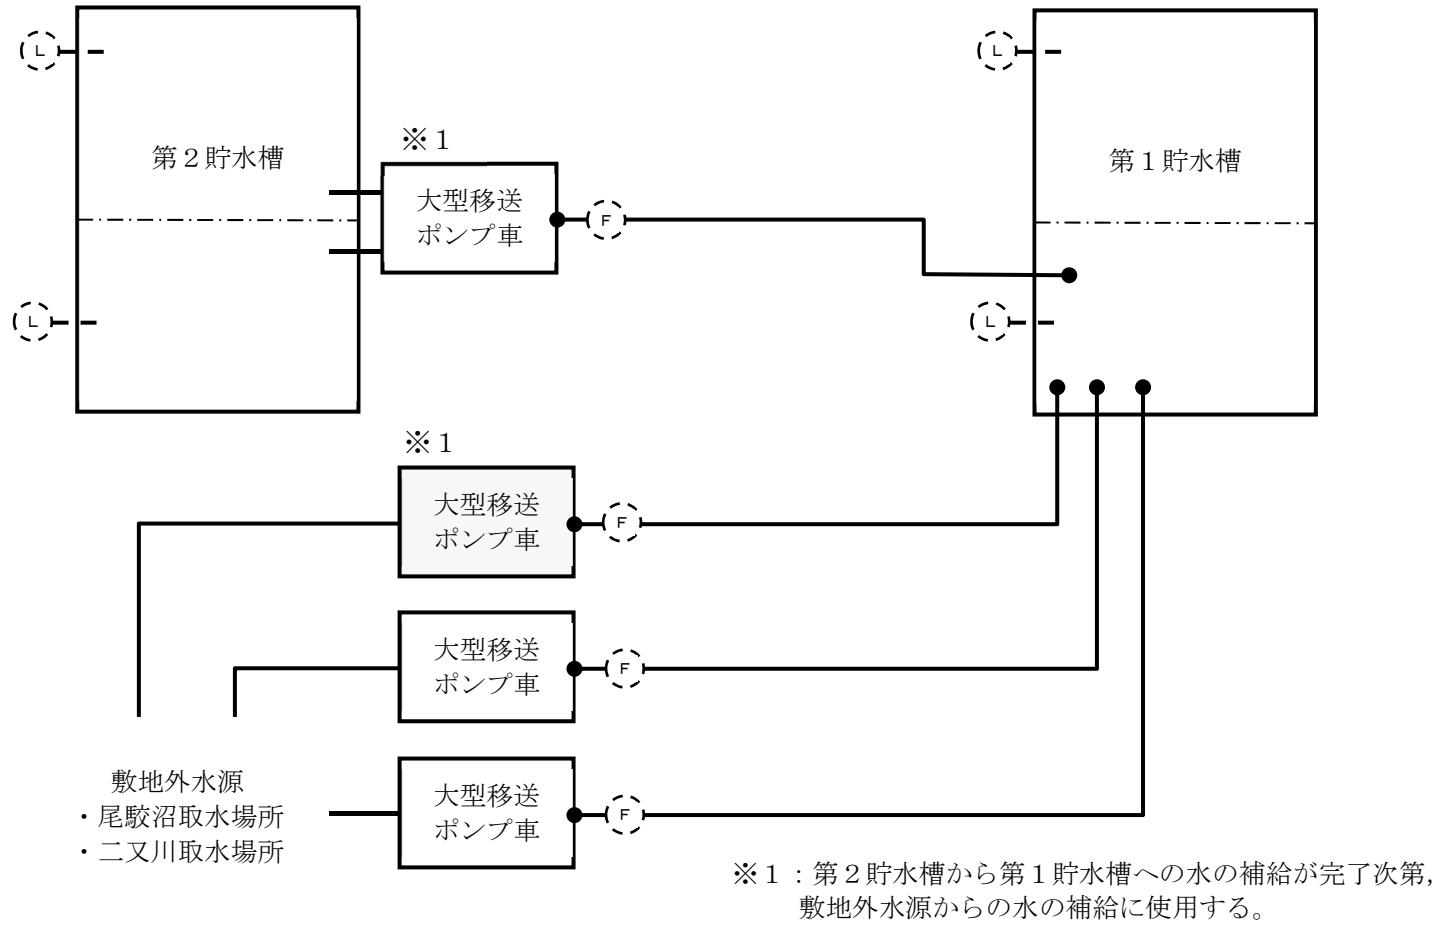 L
L
第２貯水槽
第１貯水槽
※１
大型移送
ポンプ車
F
L
L
※１
大型移送
ポンプ車
F
大型移送
ポンプ車
F
敷地外水源
・尾駮沼取水場所
・二又川取水場所
大型移送
ポンプ車
F
※１：第２貯水槽から第１貯水槽への水の補給が完了次第，
敷地外水源からの水の補給に使用する。